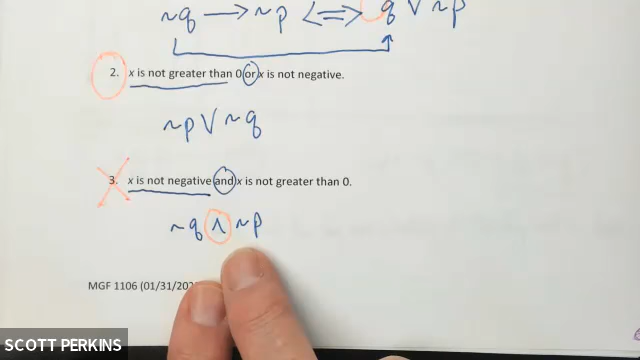 ~q → ~p ⟺ q ∨ ~p
2. x is not greater than 0 or x is not negative.
~p ∨ ~q
3. x is not negative and x is not greater than 0.
~q ∧ ~p
MGF 1106 (01/31/202
SCOTT PERKINS